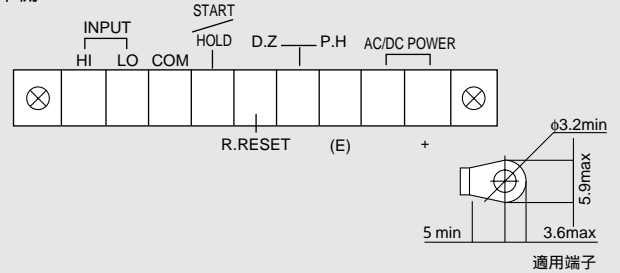 START
INPUT
HOLD
D.Z P.H
AC/DC POWER
HI LO COM
R.RESET (E) +
φ3.2min
5.9max
5 min 3.6max
適用端子